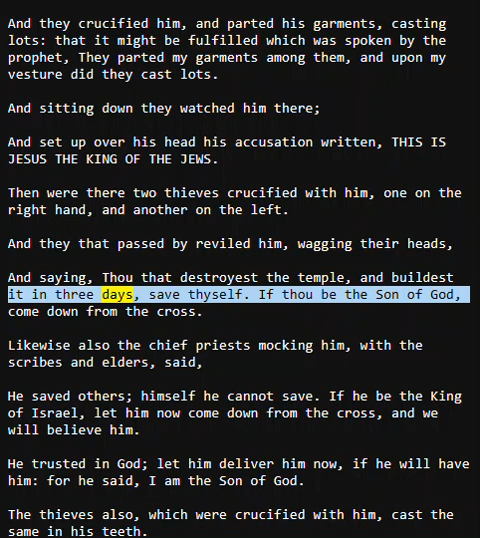 And they crucified him, and parted his garments, casting
lots: that it might be fulfilled which was spoken by the
prophet, They parted my garments among them, and upon my
vesture did they cast lots.
And sitting down they watched him there;
And set up over his head his accusation written, THIS IS
JESUS THE KING OF THE JEWS.
Then were there two thieves crucified with him, one on the
right hand, and another on the left.
And they that passed by reviled him, wagging their heads,
And saying, Thou that destroyest the temple, and buildest
it in three days, save thyself. If thou be the Son of God,
come down from the cross.
Likewise also the chief priests mocking him, with the
scribes and elders, said,
He saved others; himself he cannot save. If he be the King
of Israel, let him now come down from the cross, and we
will believe him.
He trusted in God; let him deliver him now, if he will have
him: for he said, I am the Son of God.
The thieves also, which were crucified with him, cast the
same in his teeth.